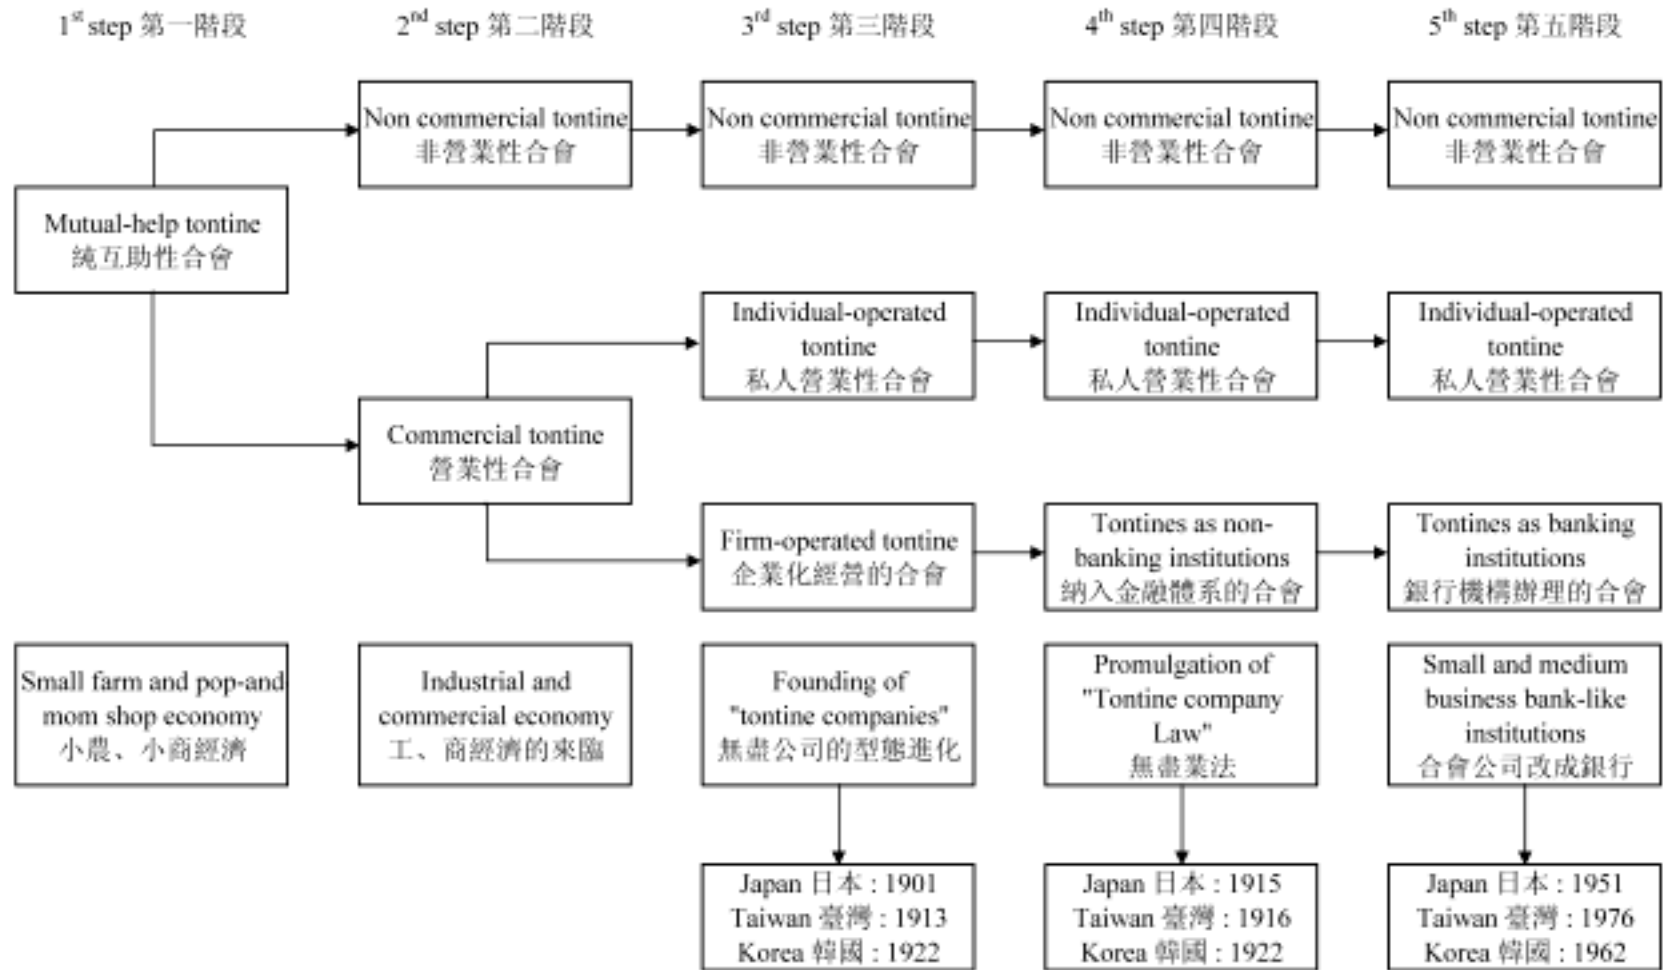 1st step 第一階段
2nd step 第二階段
3rd step 第三階段
4th step 第四階段
5th step 第五階段
Non commercial tontine
非營業性合會
Non commercial tontine
非營業性合會
Non commercial tontine
非營業性合會
Non commercial tontine
非營業性合會
Mutual-help tontine
純互助性合會
Individual-operated
tontine
私人營業性合會
Individual-operated
tontine
私人營業性合會
Individual-operated
tontine
私人營業性合會
Commercial tontine
營業性合會
Firm-operated tontine
企業化經營的合會
Tontines as non-
banking institutions
納入金融體系的合會
Tontines as banking
institutions
銀行機構辦理的合會
Small farm and pop-and
mom shop economy
小農、小商經濟
Industrial and
commercial economy
工、商經濟的來臨
Founding of
"tontine companies"
無盡公司的型態進化
Promulgation of
"Tontine company
Law"
無盡業法
Small and medium
business bank-like
institutions
合會公司改成銀行
Japan 日本 : 1901
Taiwan 臺灣 : 1913
Korea 韓國 : 1922
Japan 日本 : 1915
Taiwan 臺灣 : 1916
Korea 韓國 : 1922
Japan 日本 : 1951
Taiwan 臺灣 : 1976
Korea 韓國 : 1962